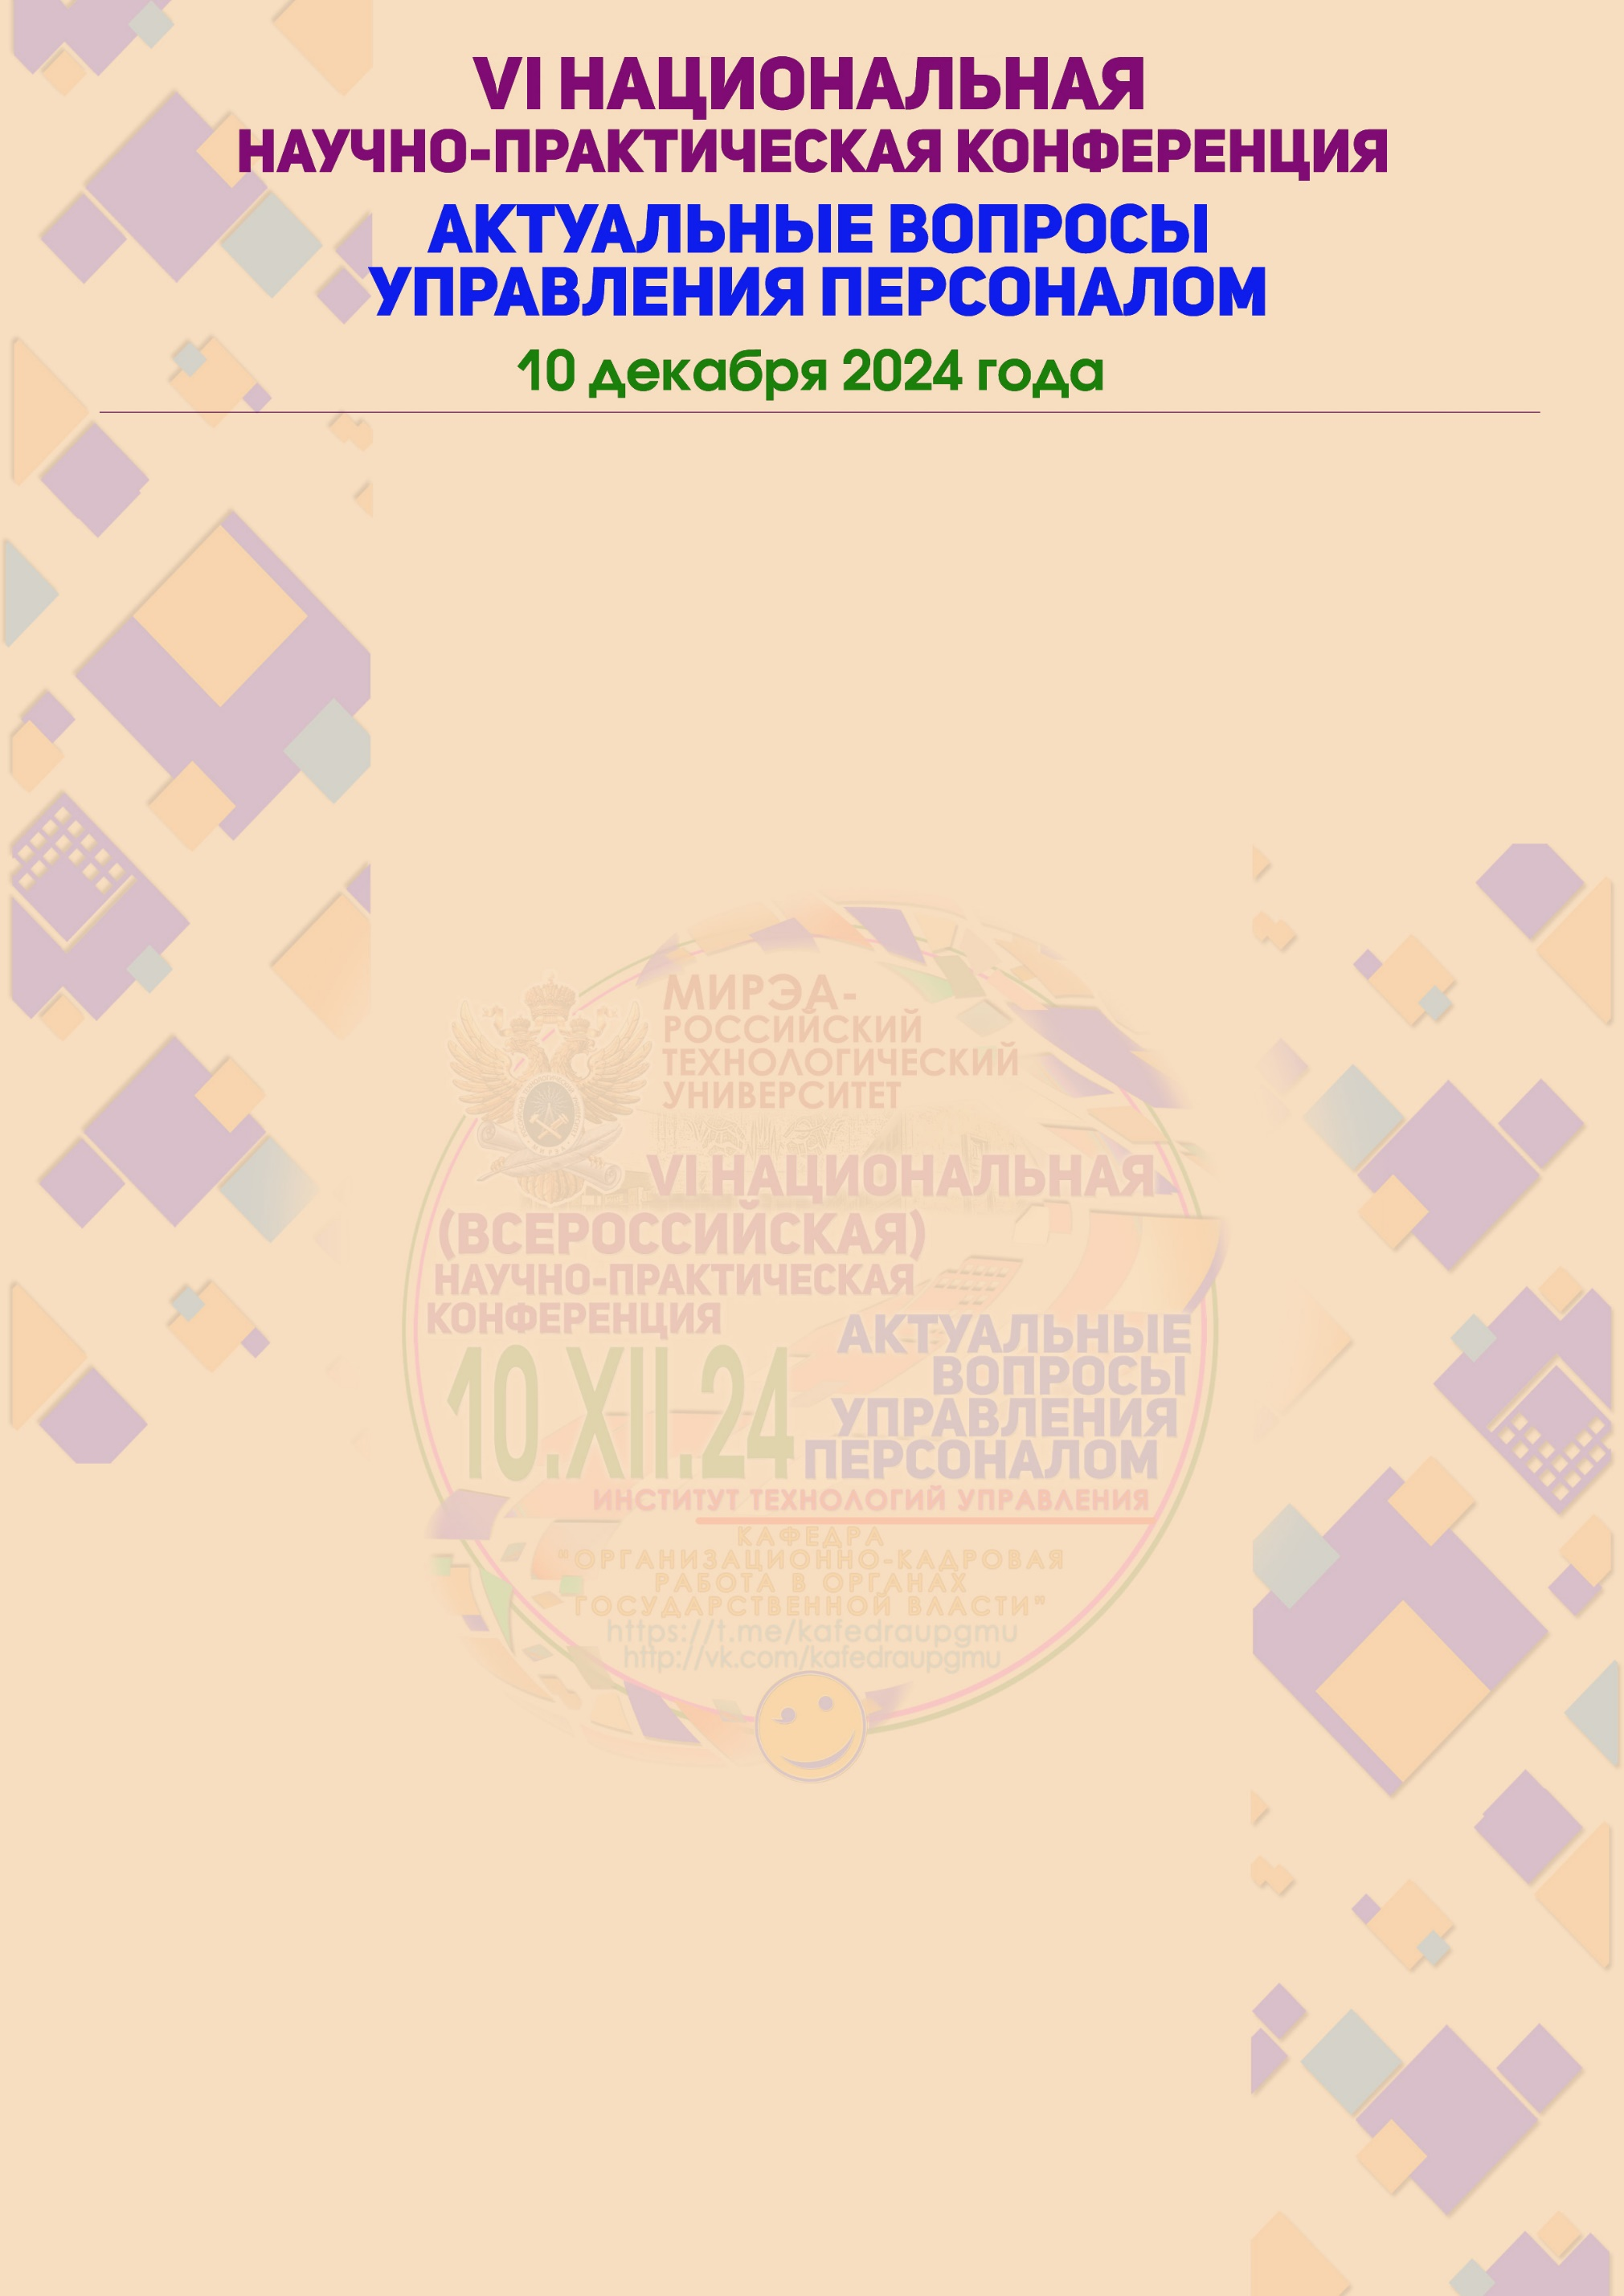 VI НАЦИОНАЛЬНАЯ
НАУЧНО-ПРАКТИЧЕСКАЯ КОНФЕРЕНЦИЯ
АКТУАЛЬНЫЕ ВОПРОСЫ
УПРАВЛЕНИЯ ПЕРСОНАЛОМ
10 декабря 2024 года
МИРЭА-
РОССИЙСКИЙ
ТЕХНОЛОГИЧЕСКИЙ
УНИВЕРСИТЕТ
VI НАЦИОНАЛЬНАЯ
(ВСЕРОССИЙСКАЯ)
НАУЧНО-ПРАКТИЧЕСКАЯ
КОНФЕРЕНЦИЯ
10.XII.24
АКТУАЛЬНЫЕ
ВОПРОСЫ
УПРАВЛЕНИЯ
ПЕРСОНАЛОМ
ИНСТИТУТ ТЕХНОЛОГИЙ УПРАВЛЕНИЯ
КАФЕДРА
"ОРГАНИЗАЦИОННО-КАДРОВАЯ
РАБОТА В ОРГАНАХ
ГОСУДАРСТВЕННОЙ ВЛАСТИ"
https://t.me/kafedraupgmu
http://vk.com/kafedraupgmu